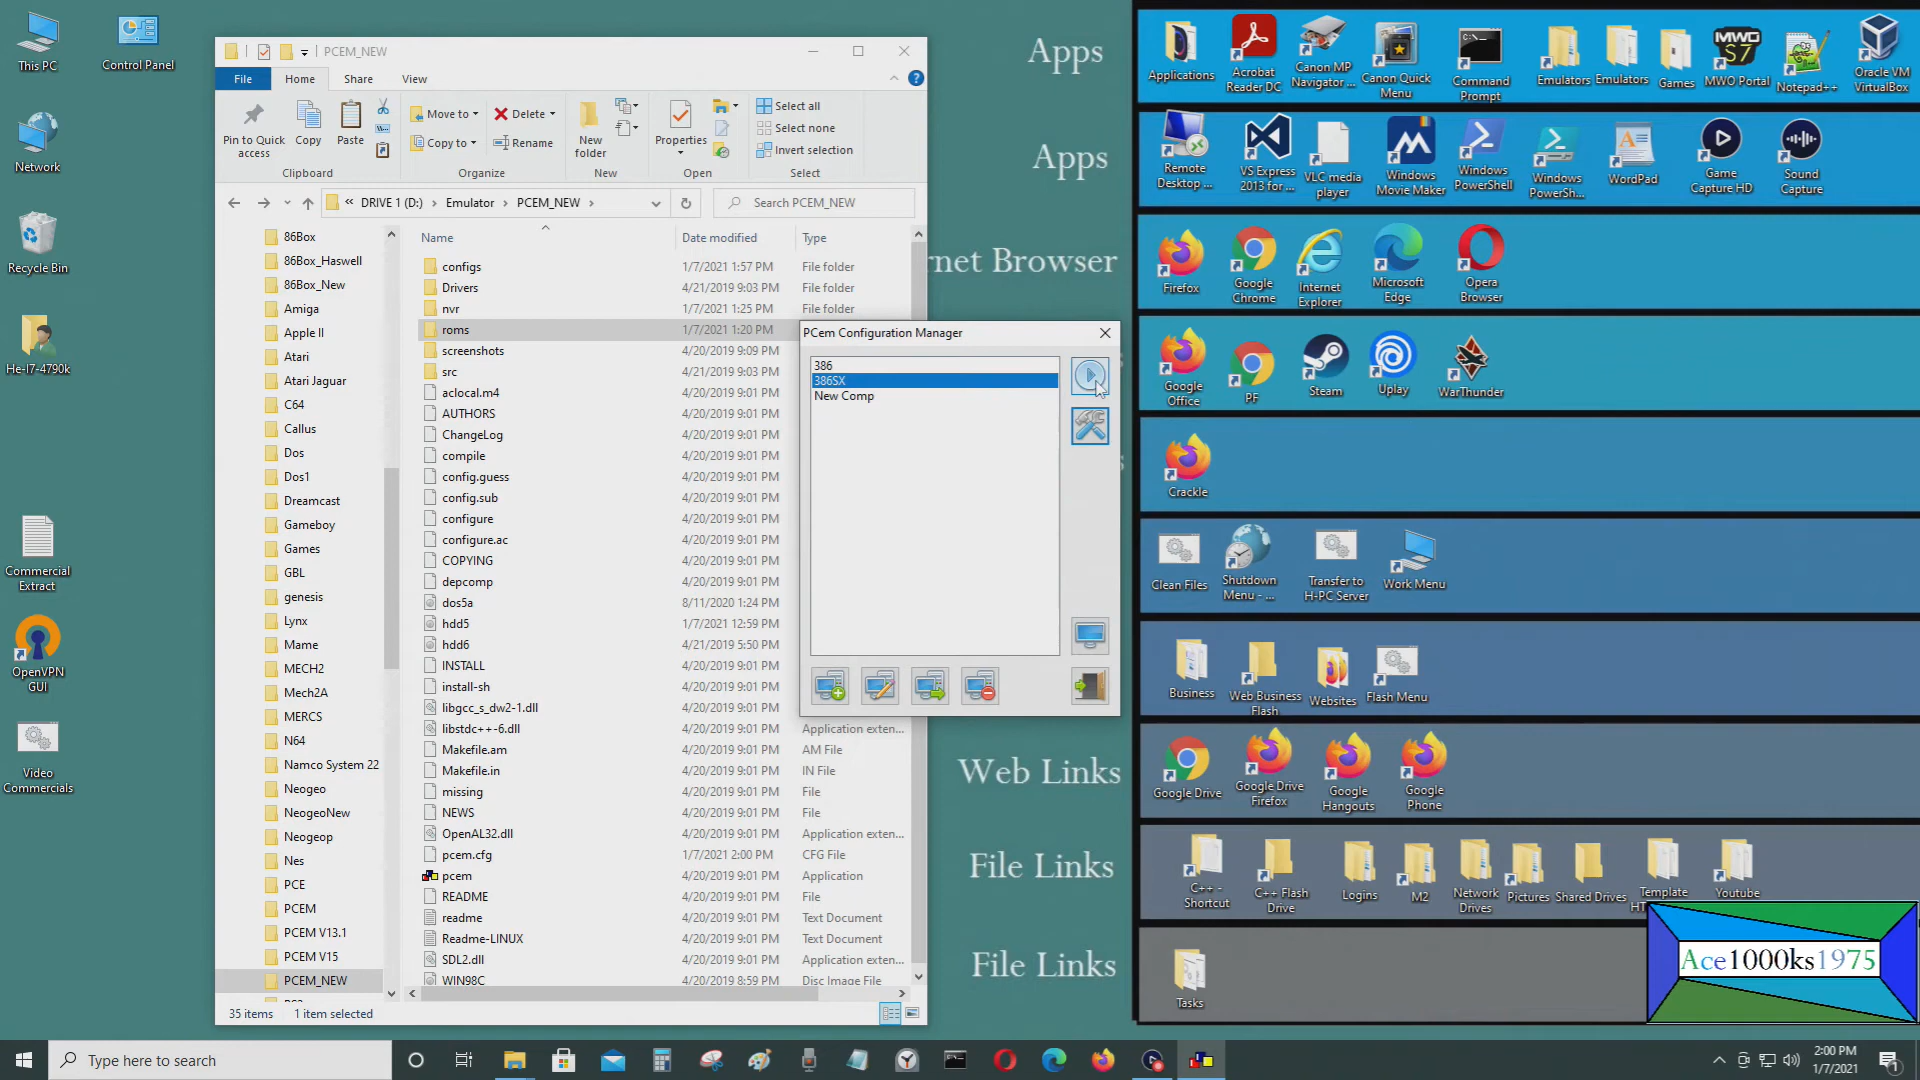 This PC
Control Panel
Network
Recycle Bin
He-I7-4790k
Commercial
Extract
OpenVPN
GUI
Video
Commercials
PCEM_NEW
File
Home
Share
View
Pin to Quick
access
Copy
Paste
Clipboard
Move to
Copy to
Delete
Rename
Organize
New
folder
New
Properties
Open
Select all
Select none
Invert selection
Select
DRIVE 1 (D:)
Emulator
PCEM_NEW
Search PCEM_NEW
86Box
86Box_Haswell
86Box_New
Amiga
Apple II
Atari
Atari Jaguar
C64
Callus
Dos
Dos1
Dreamcast
Gameboy
Games
GBL
genesis
Lynx
Mame
MECH2
Mech2A
MERCS
N64
Namco System 22
Neogeo
NeogeoNew
Neogeop
Nes
PCE
PCEM
PCEM V13.1
PCEM V15
PCEM_NEW
Name Date modified Type
configs 1/7/2021 1:57 PM File folder
Drivers 4/21/2019 9:03 PM File folder
nvr 1/7/2021 1:25 PM File folder
roms 1/7/2021 1:20 PM
screenshots 4/20/2019 9:09 PM
src 4/21/2019 9:03 PM
aclocal.m4 4/20/2019 9:01 PM
AUTHORS 4/20/2019 9:01 PM
ChangeLog 4/20/2019 9:01 PM
compile 4/20/2019 9:01 PM
config.guess 4/20/2019 9:01 PM
config.sub 4/20/2019 9:01 PM
configure 4/20/2019 9:01 PM
configure.ac 4/20/2019 9:01 PM
COPYING 4/20/2019 9:01 PM
depcomp 4/20/2019 9:01 PM
dos5a 8/11/2020 1:24 PM
hdd5 1/7/2021 12:59 PM
hdd6 4/21/2019 5:50 PM
INSTALL 4/20/2019 9:01 PM
install-sh 4/20/2019 9:01 PM
libgcc_s_dw2-1.dll 4/20/2019 9:01 PM
libstdc++-6.dll 4/20/2019 9:01 PM Application exten...
Makefile.am 4/20/2019 9:01 PM AM File
Makefile.in 4/20/2019 9:01 PM IN File
missing 4/20/2019 9:01 PM File
NEWS 4/20/2019 9:01 PM File
OpenAL32.dll 4/20/2019 9:01 PM Application exten...
pcem.cfg 1/7/2021 2:00 PM CFG File
pcem 4/20/2019 9:01 PM Application
README 4/20/2019 9:01 PM File
readme 4/20/2019 9:01 PM Text Document
Readme-LINUX 4/20/2019 9:01 PM Text Document
SDL2.dll 4/20/2019 9:01 PM Application exten...
WIN98C 4/20/2019 8:59 PM Disc Image File
35 items 1 item selected
PCem Configuration Manager
386
386SX
New Comp
Apps
Apps
rnet Browser
Web Links
File Links
File Links
Applications
Acrobat
Reader DC
Canon MP
Navigator ...
Canon Quick
Menu
Command
Prompt
Emulators
Emulators
Games
MWO Portal
Notepad++
Oracle VM
VirtualBox
Remote
Desktop ...
VS Express
2013 for ...
VLC media
player
Windows
Movie Maker
Windows
PowerShell
Windows
PowerSh...
WordPad
Game
Capture HD
Sound
Capture
Firefox
Google
Chrome
Internet
Explorer
Microsoft
Edge
Opera
Browser
Google
Office
PF
Steam
Uplay
WarThunder
Crackle
Clean Files
Shutdown
Menu - ...
Transfer to
H-PC Server
Work Menu
Business
Web Business
Flash
Websites
Flash Menu
Google Drive
Google Drive
Firefox
Google
Hangouts
Google
Phone
C++ -
Shortcut
C++ Flash
Drive
Logins
M2
Network
Drives
Pictures
Shared Drives
Template
Youtube
Tasks
Ace1000ks1975
Type here to search
2:00 PM
1/7/2021